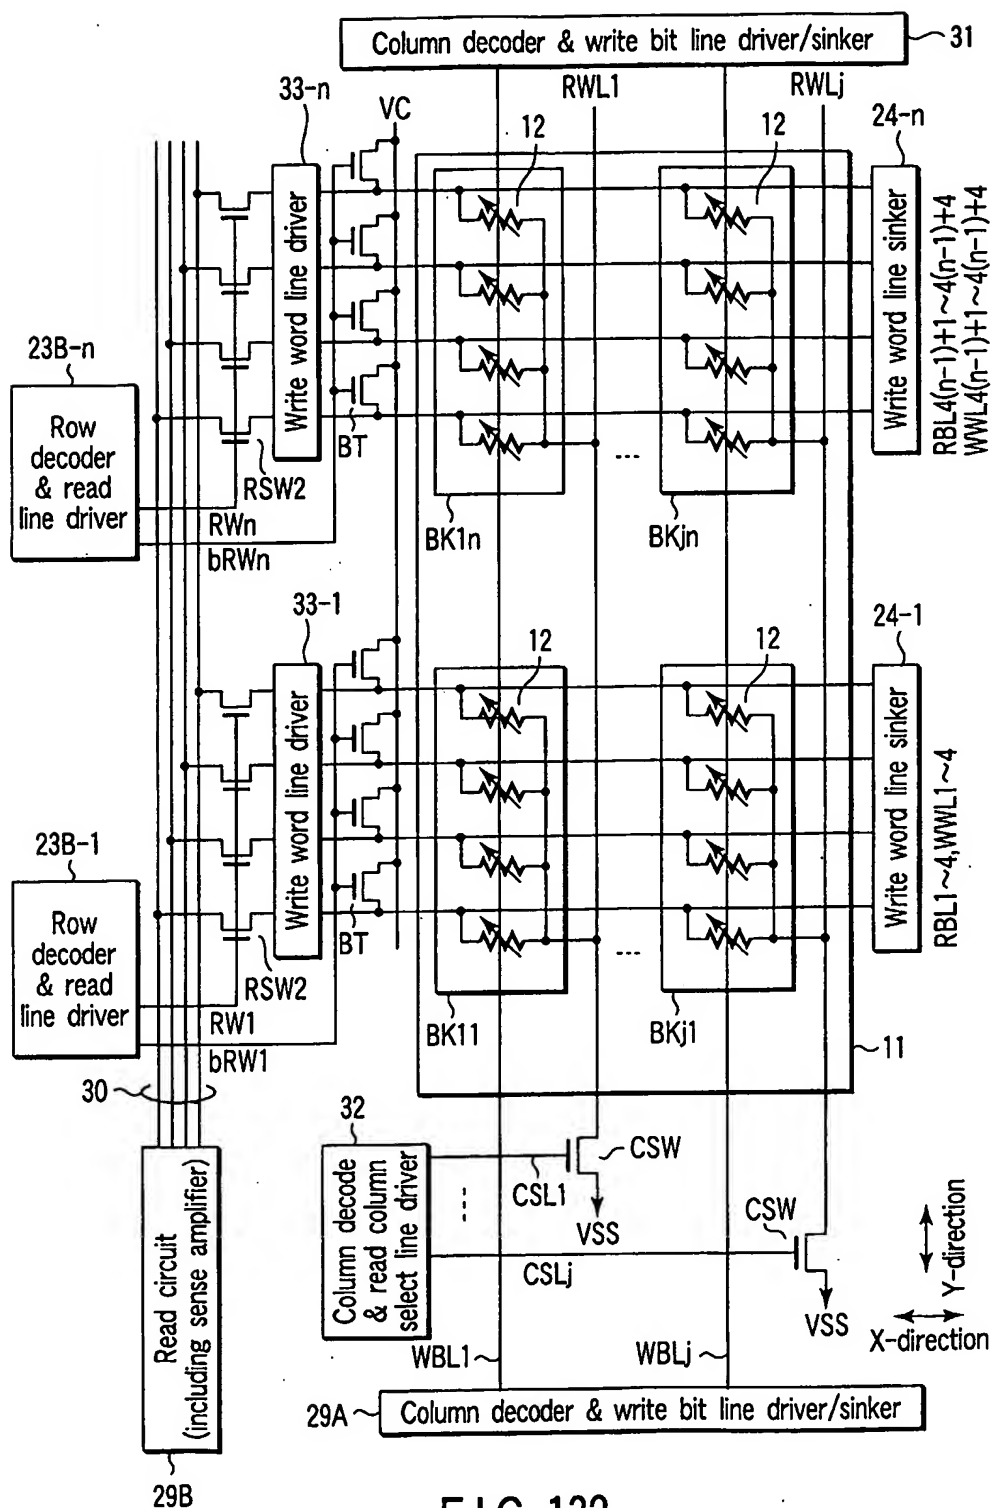 Column decoder & write bit line driver/sinker
31
33-n
VC
RWL1
RWLj
12
12
24-n
Write word line driver
Write word line sinker
RBL4(n-1)+1~4(n-1)+4
WWL4(n-1)+1~4(n-1)+4
23B-n
Row
decoder
& read
line driver
RSW2
BT
RWn
bRWn
BK1n
...
BKjn
33-1
12
12
24-1
Write word line driver
Write word line sinker
RBL1~4,WWL1~4
23B-1
Row
decoder
& read
line driver
RSW2
BT
RW1
bRW1
BK11
...
BKj1
11
30
32
Column decode
& read column
select line driver
CSL1
CSW
VSS
CSLj
CSW
VSS
Y-direction
X-direction
Read circuit
(including sense amplifier)
WBL1
WBLj
29A
Column decoder & write bit line driver/sinker
29B